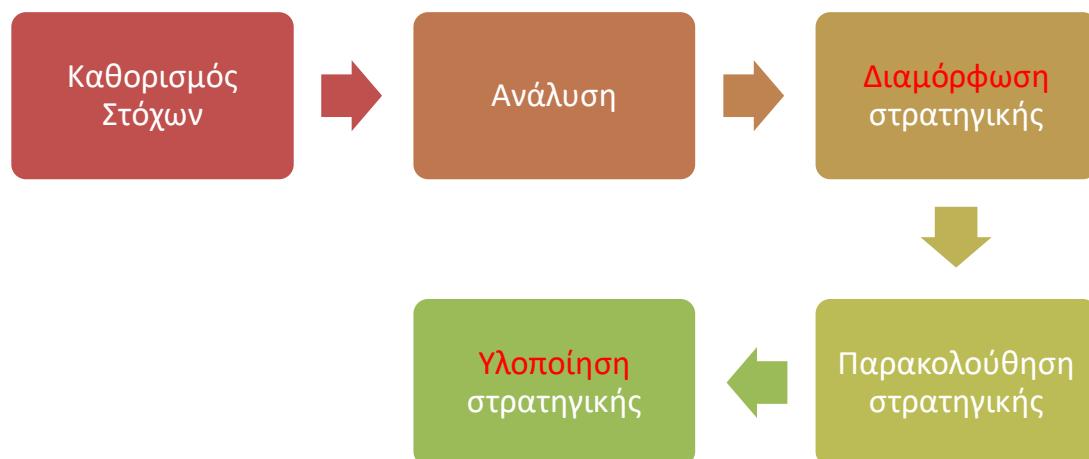 Καθορισμός
Στόχων
Ανάλυση
Διαμόρφωση
στρατηγικής
Παρακολούθηση
στρατηγικής
Υλοποίηση
στρατηγικής